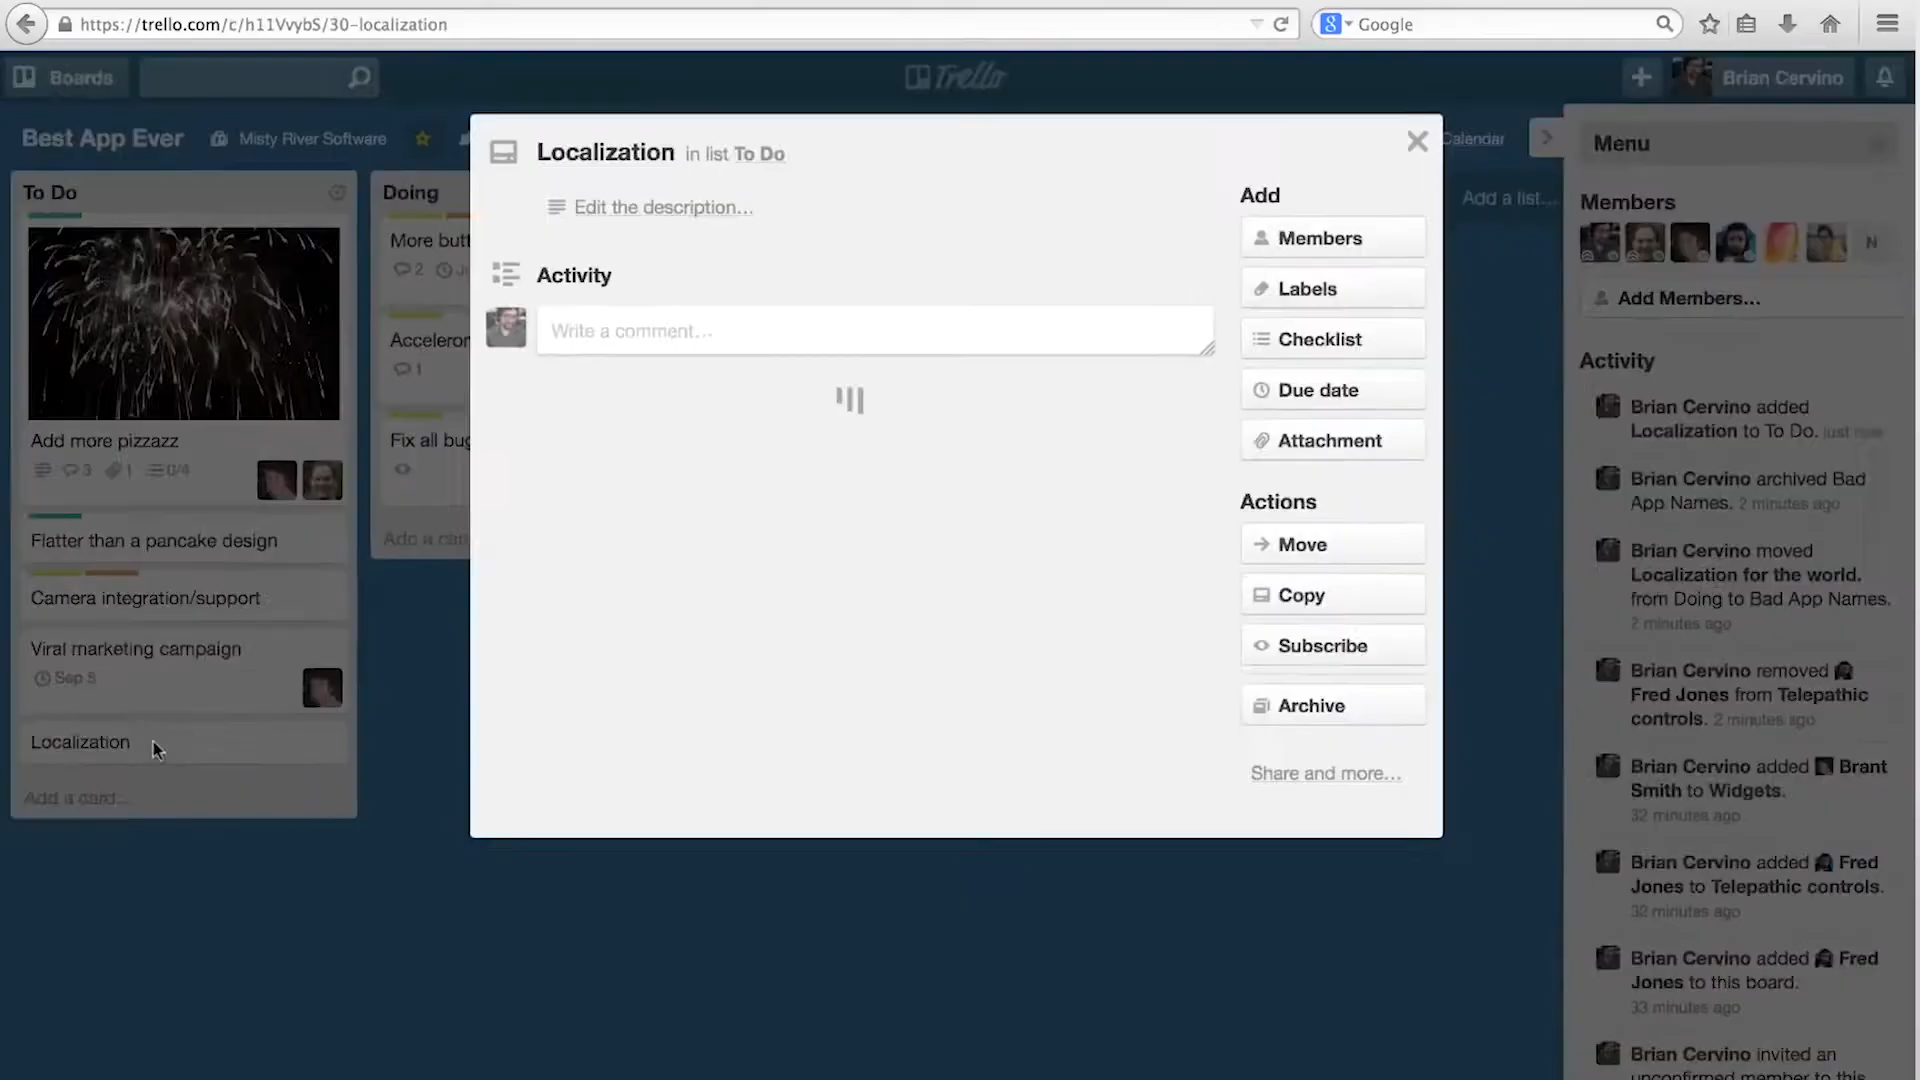 https://trello.com/c/h11VvybS/30-localization
Google
Boards
Trello
Brian Cervino
Best App Ever
Misty River Software
Calendar
To Do
Add more pizzazz
3
1
0/4
Flatter than a pancake design
Camera integration/support
Viral marketing campaign
Sep 5
Localization
Add a card...
Doing
More butt
2
Acceleron
1
Fix all bug
Add a car
Localization in list To Do
Edit the description...
Activity
Write a comment...
Add
Members
Labels
Checklist
Due date
Attachment
Actions
Move
Copy
Subscribe
Archive
Share and more...
Add a list...
Menu
Members
N
Add Members...
Activity
Brian Cervino added
Localization to To Do. just now
Brian Cervino archived Bad
App Names. 2 minutes ago
Brian Cervino moved
Localization for the world.
from Doing to Bad App Names.
2 minutes ago
Brian Cervino removed
Fred Jones from Telepathic
controls. 2 minutes ago
Brian Cervino added Brant
Smith to Widgets.
32 minutes ago
Brian Cervino added Fred
Jones to Telepathic controls.
32 minutes ago
Brian Cervino added Fred
Jones to this board.
33 minutes ago
Brian Cervino invited an
unconfirmed member to this